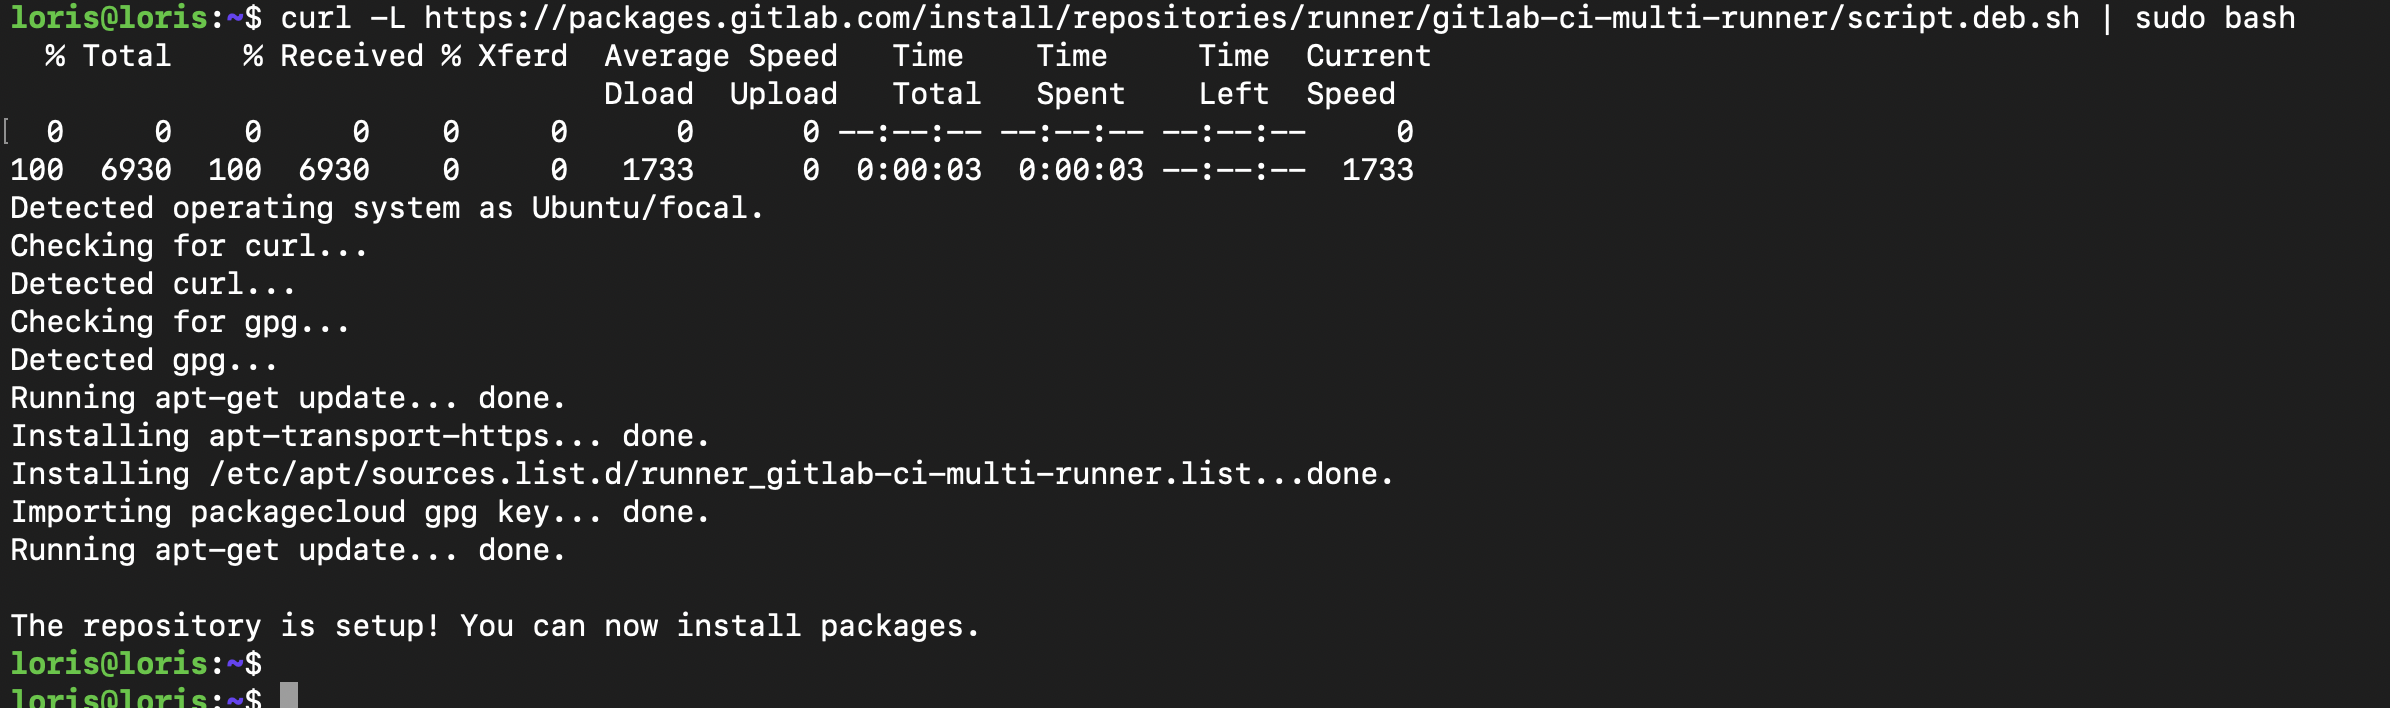 loris@loris:~$ curl -L https://packages.gitlab.com/install/repositories/runner/gitlab-ci-multi-runner/script.deb.sh | sudo bash
  % Total    % Received % Xferd  Average Speed   Time    Time     Time  Current
                                 Dload  Upload   Total   Spent    Left  Speed
[ 0     0    0     0    0     0      0      0 --:--:-- --:--:-- --:--:--     0
100  6930  100  6930    0     0   1733      0  0:00:03  0:00:03 --:--:--  1733
Detected operating system as Ubuntu/focal.
Checking for curl...
Detected curl...
Checking for gpg...
Detected gpg...
Running apt-get update... done.
Installing apt-transport-https... done.
Installing /etc/apt/sources.list.d/runner_gitlab-ci-multi-runner.list...done.
Importing packagecloud gpg key... done.
Running apt-get update... done.
The repository is setup! You can now install packages.
loris@loris:~$
loris@loris:~$